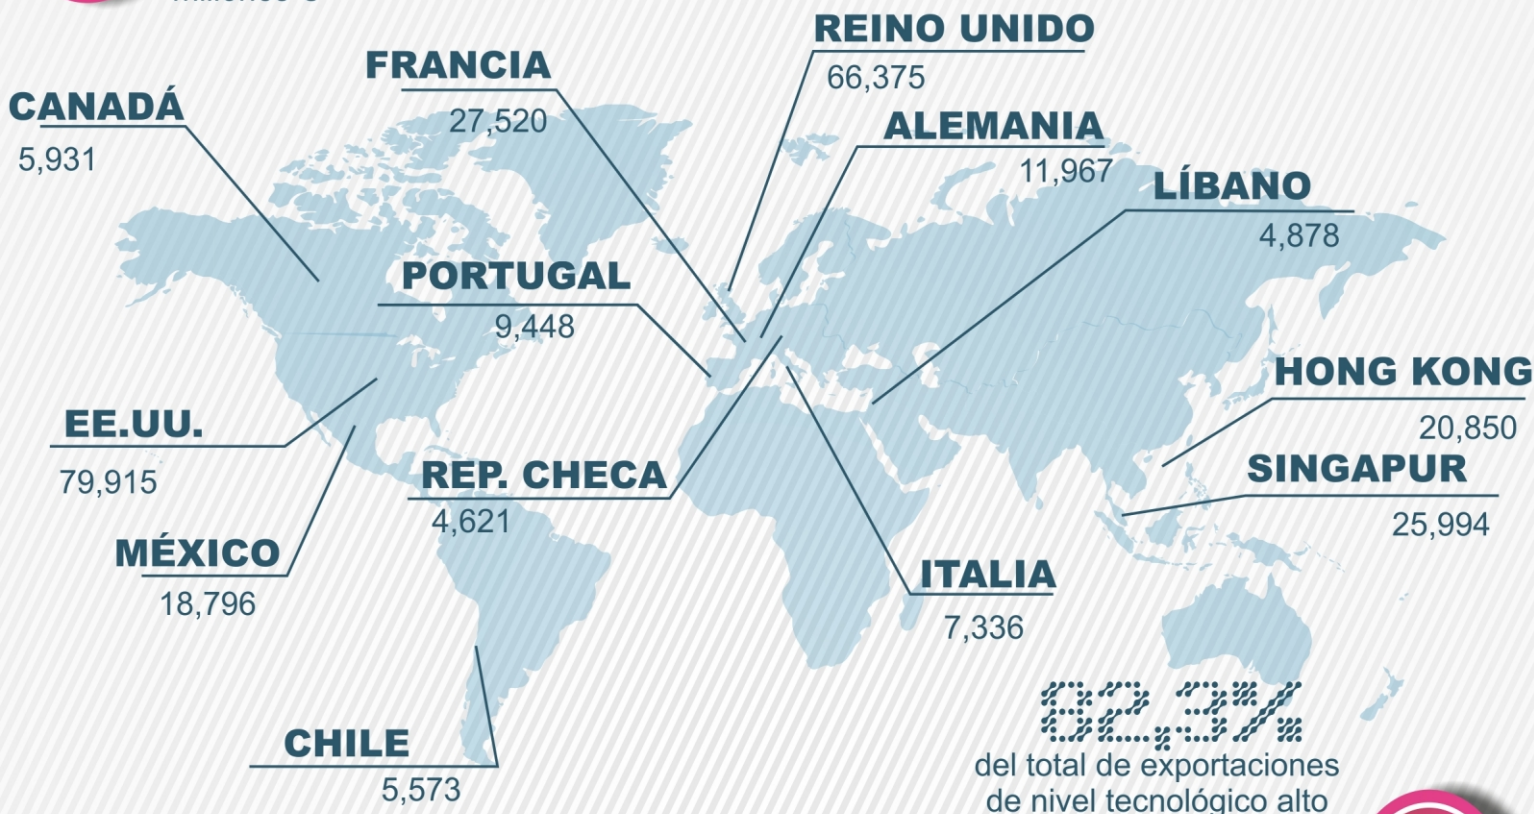 REINO UNIDO
66,375
FRANCIA
27,520
CANADÁ
5,931
ALEMANIA
11,967
LÍBANO
4,878
PORTUGAL
9,448
HONG KONG
20,850
EE.UU.
79,915
REP. CHECA
4,621
SINGAPUR
25,994
MÉXICO
18,796
ITALIA
7,336
CHILE
5,573
82,3%
del total de exportaciones
de nivel tecnológico alto